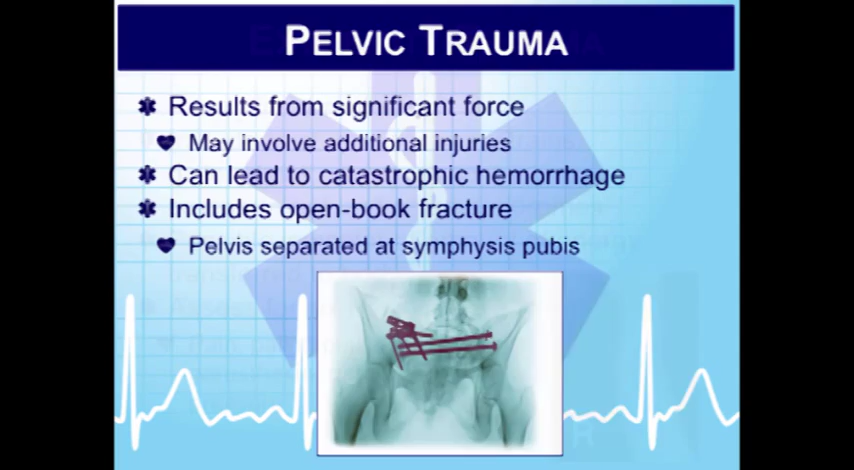 PELVIC TRAUMA
Results from significant force
May involve additional injuries
Can lead to catastrophic hemorrhage
Includes open-book fracture
Pelvis separated at symphysis pubis